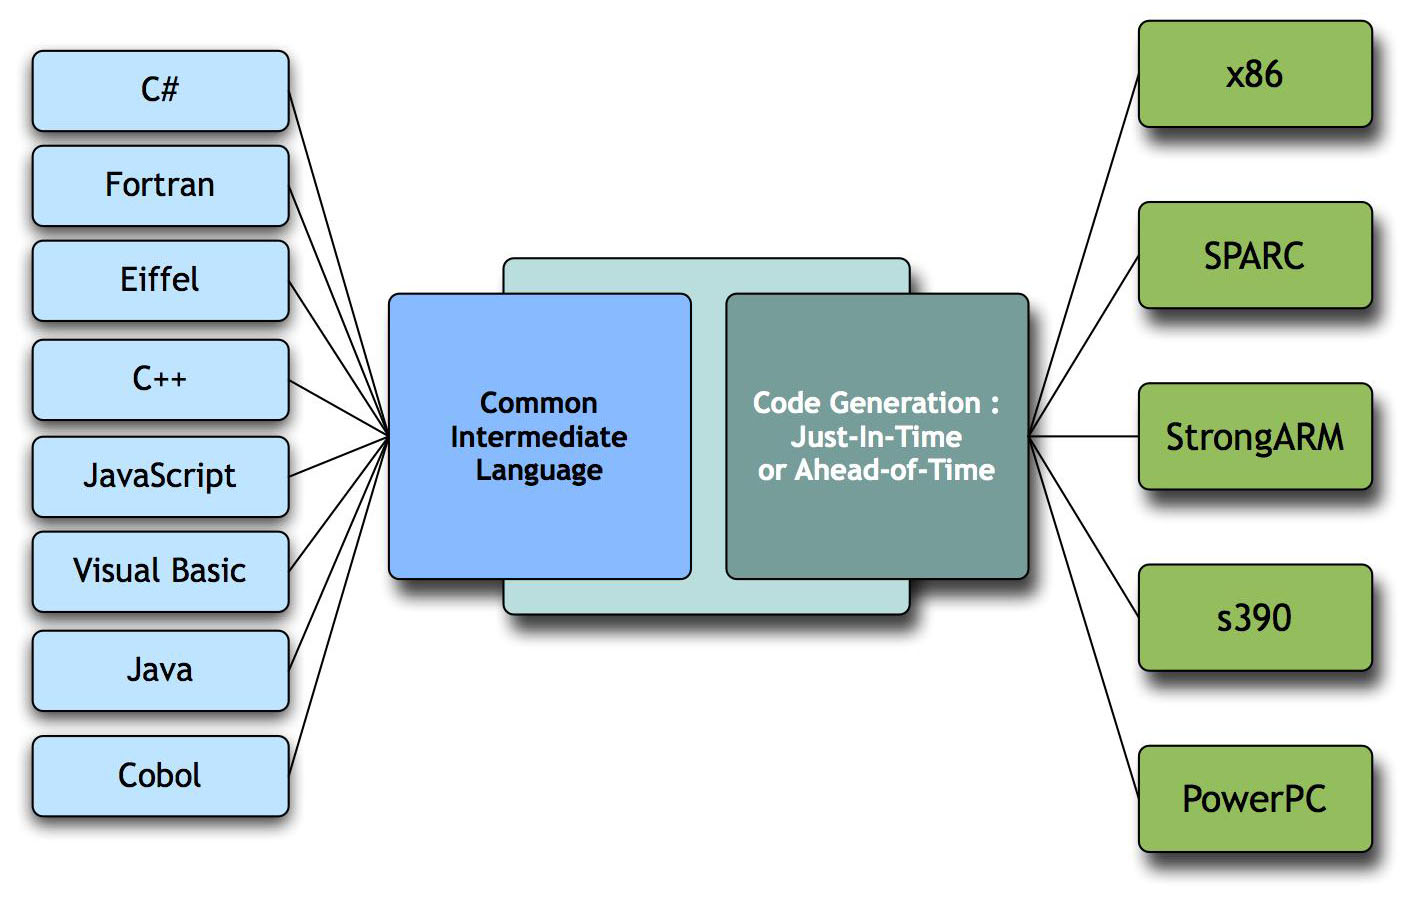 C#
Fortran
Eiffel
C++
JavaScript
Visual Basic
Java
Cobol
Common
Intermediate
Language
Code Generation :
Just-In-Time
or Ahead-of-Time
x86
SPARC
StrongARM
s390
PowerPC